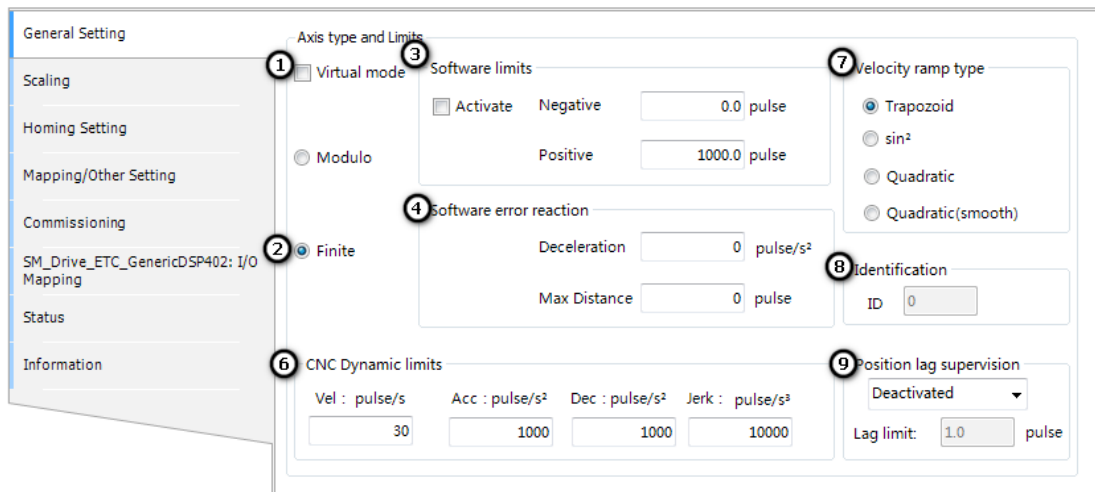 General Setting
Scaling
Homing Setting
Mapping/Other Setting
Commissioning
SM_Drive_ETC_GenericDSP402: I/O
Mapping
Status
Information
Axis type and Limits
1
Virtual mode
Modulo
2
Finite
3
Software limits
Activate
Negative 0.0 pulse
Positive 1000.0 pulse
4
Software error reaction
Deceleration 0 pulse/s²
Max Distance 0 pulse
6
CNC Dynamic limits
Vel : pulse/s Acc : pulse/s² Dec : pulse/s² Jerk : pulse/s³
30 1000 1000 10000
7
Velocity ramp type
Trapozoid
sin²
Quadratic
Quadratic(smooth)
8
Identification
ID 0
9
Position lag supervision
Deactivated
Lag limit: 1.0 pulse